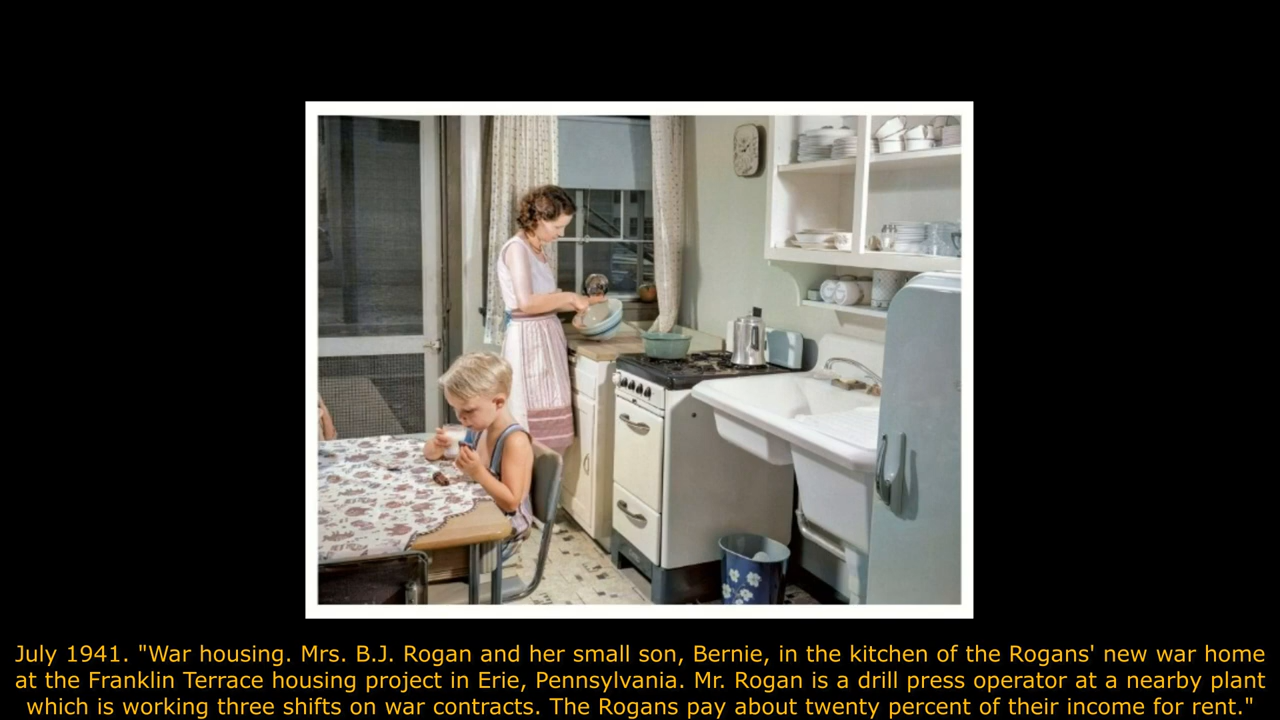 July 1941. "War housing. Mrs. B.J. Rogan and her small son, Bernie, in the kitchen of the Rogans' new war home
at the Franklin Terrace housing project in Erie, Pennsylvania. Mr. Rogan is a drill press operator at a nearby plant
which is working three shifts on war contracts. The Rogans pay about twenty percent of their income for rent."